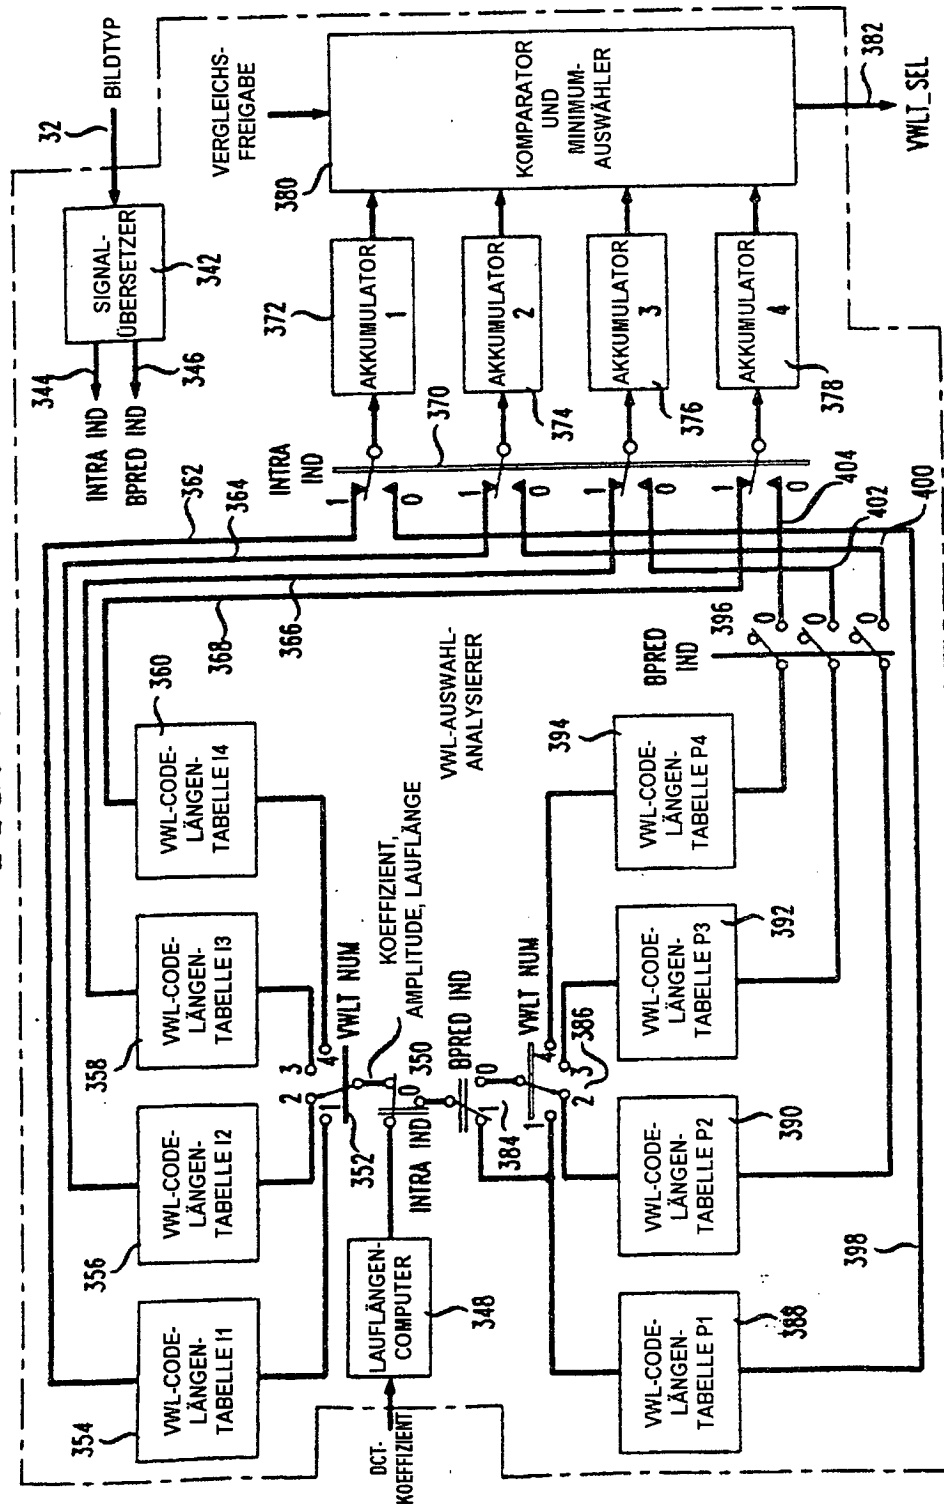 32
BILDTYP
SIGNAL-
ÜBERSETZER
342
344
INTRA IND
346
BPRED IND
VERGLEICHS-
FREIGABE
380
KOMPARATOR
UND
MINIMUM-
AUSWÄHLER
382
VWLT_SEL
372
AKKUMULATOR
1
AKKUMULATOR
2
374
AKKUMULATOR
3
376
AKKUMULATOR
4
378
370
INTRA
IND
1
0
1
0
1
0
1
0
362
364
366
368
404
402
400
354
VWL-CODE-
LÄNGEN-
TABELLE I1
356
VWL-CODE-
LÄNGEN-
TABELLE I2
358
VWL-CODE-
LÄNGEN-
TABELLE I3
360
VWL-CODE-
LÄNGEN-
TABELLE I4
1
2
3
4
VWLT NUM
352
KOEFFIZIENT,
AMPLITUDE, LAUFLÄNGE
VWL-AUSWAHL-
ANALYSIERER
DCT-
KOEFFIZIENT
LAUFLÄNGEN-
COMPUTER
348
INTRA IND
0
350
BPRED IND
1
0
384
VWLT NUM
1
2
3
4
386
BPRED
IND
396
0
0
0
VWL-CODE-
LÄNGEN-
TABELLE P1
388
VWL-CODE-
LÄNGEN-
TABELLE P2
390
VWL-CODE-
LÄNGEN-
TABELLE P3
392
VWL-CODE-
LÄNGEN-
TABELLE P4
394
398